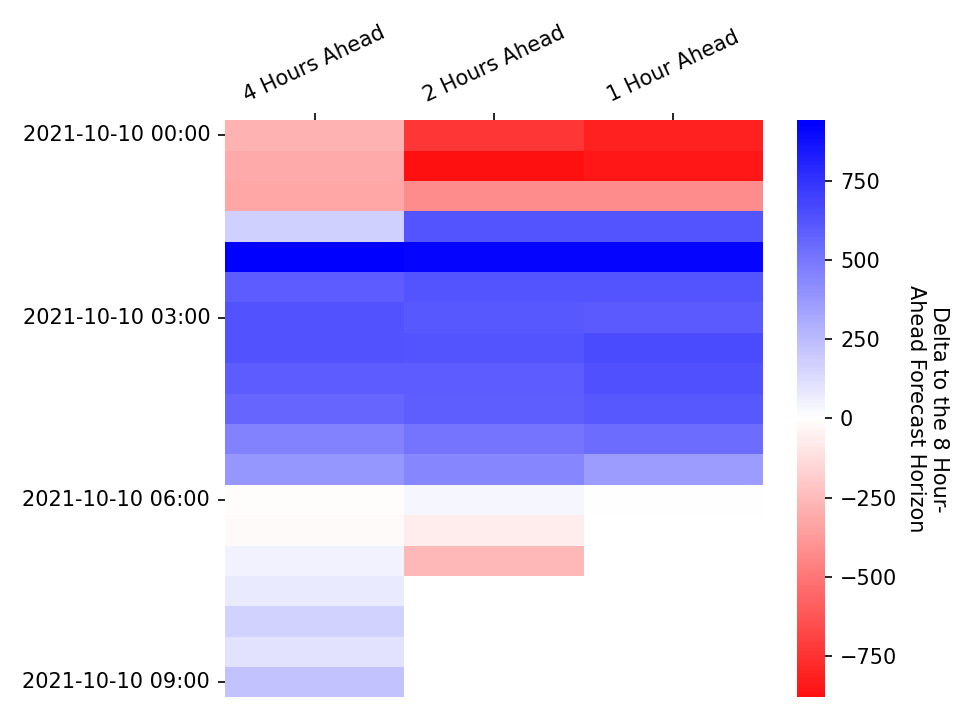 4 Hours Ahead
2 Hours Ahead
1 Hour Ahead
2021-10-10 00:00
2021-10-10 03:00
2021-10-10 06:00
2021-10-10 09:00
750
500
250
0
−250
−500
−750
Delta to the 8 Hour-
Ahead Forecast Horizon